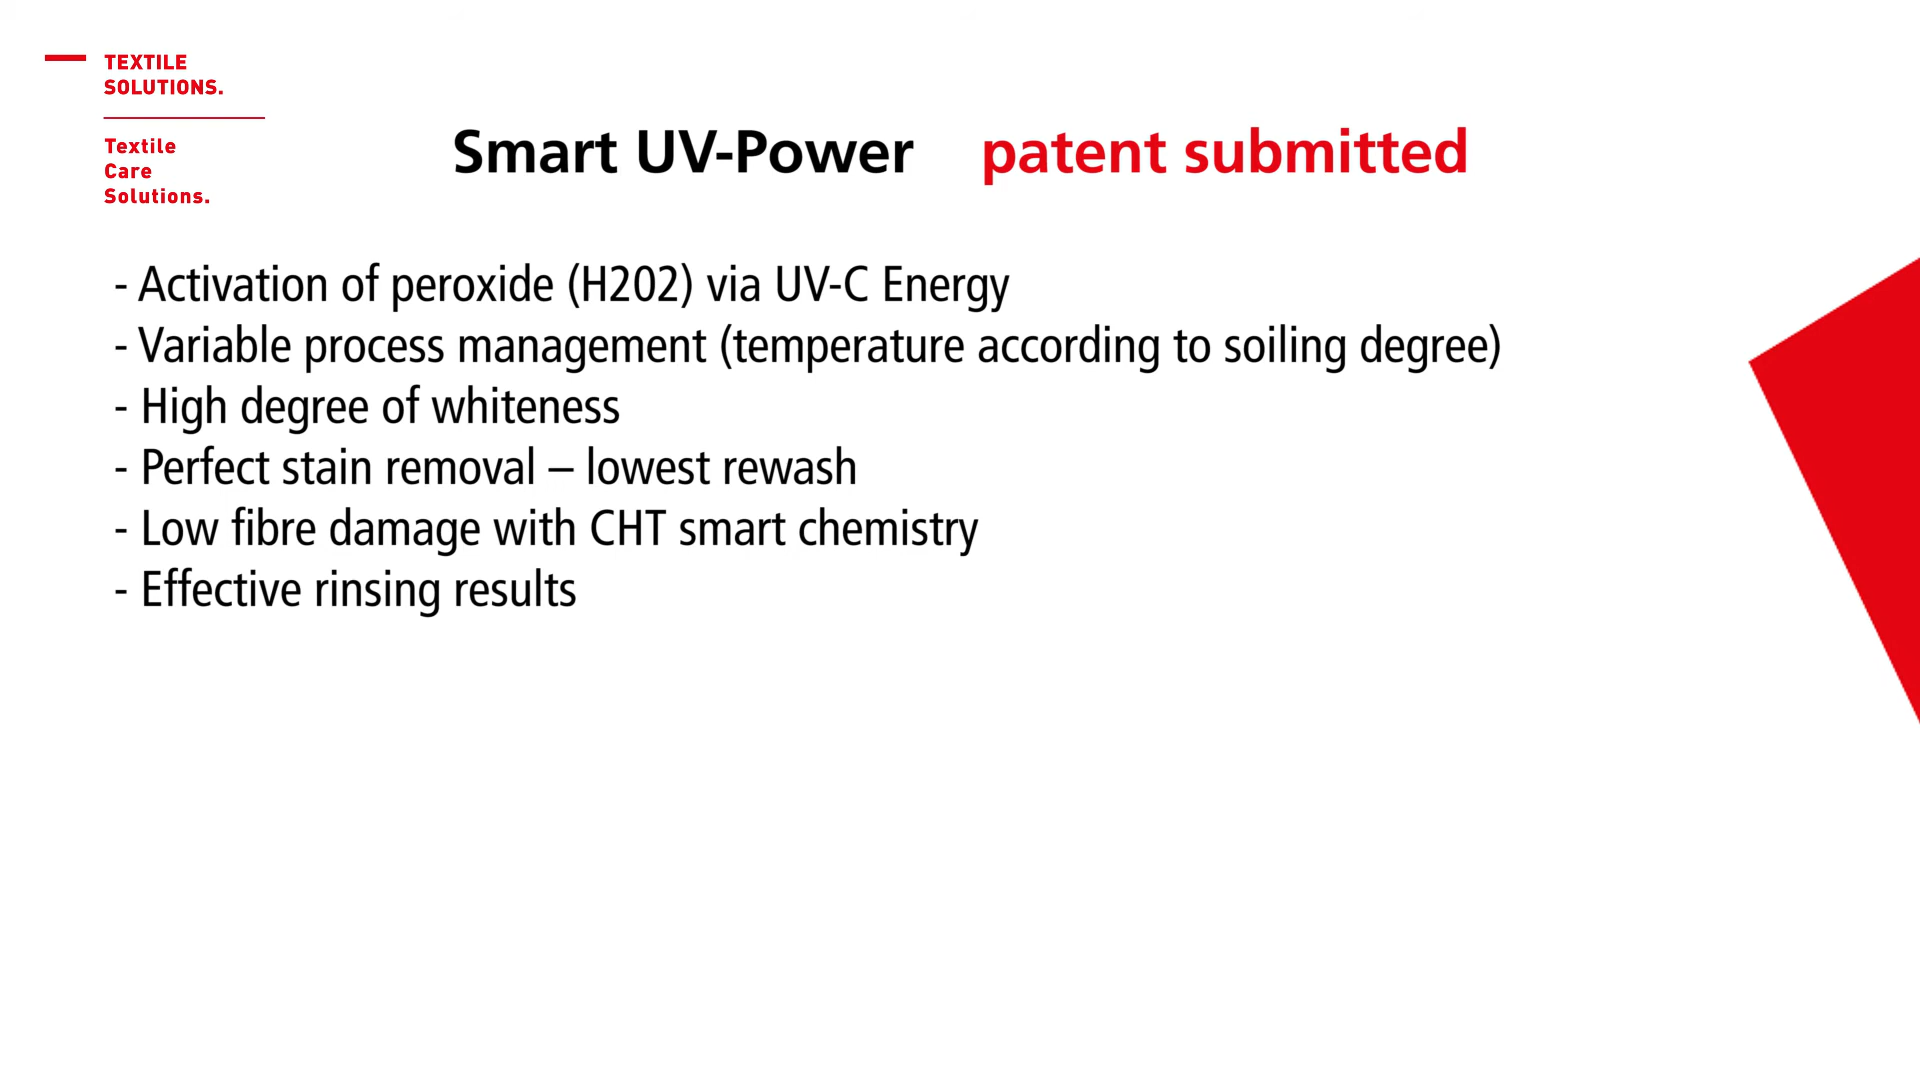 TEXTILE
SOLUTIONS.
Textile
Care
Solutions.
Smart UV-Power patent submitted
- Activation of peroxide (H202) via UV-C Energy
- Variable process management (temperature according to soiling degree)
- High degree of whiteness
- Perfect stain removal – lowest rewash
- Low fibre damage with CHT smart chemistry
- Effective rinsing results